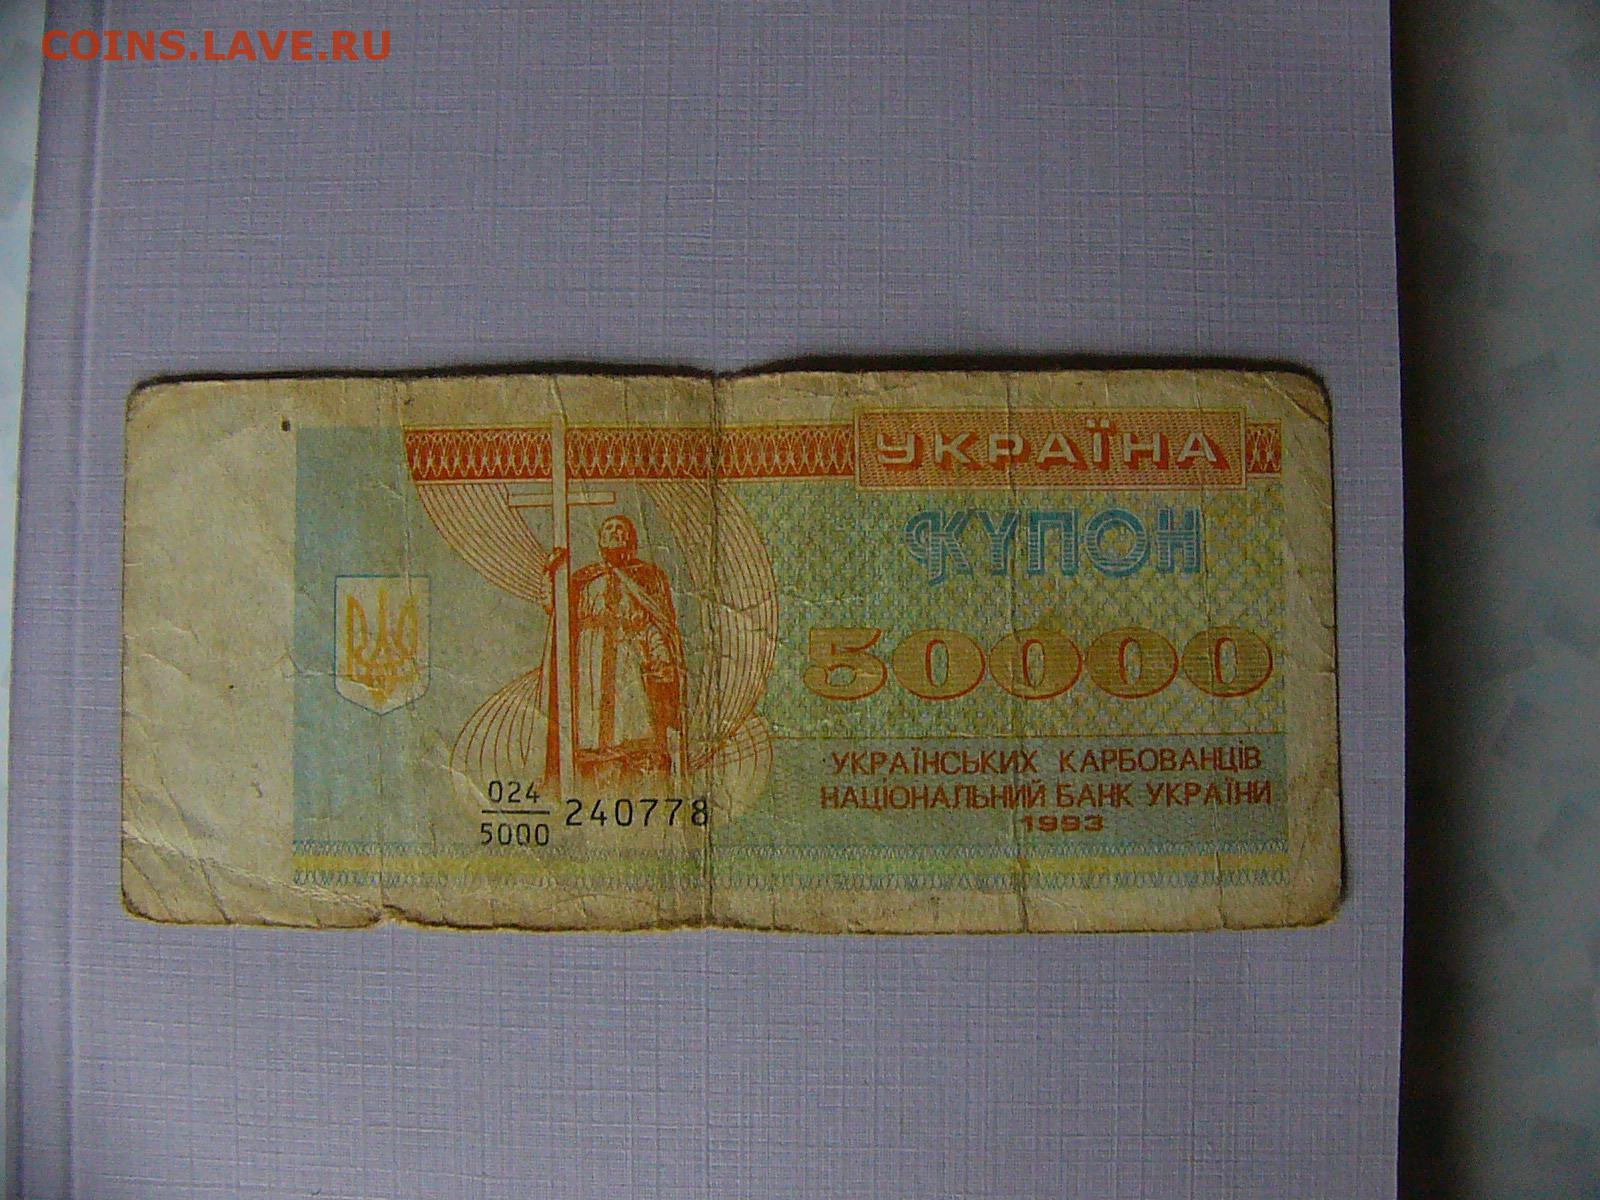 COINS.LAVE.RU
УКРАЇНА
КУПОН
50000
УКРАЇНСЬКИХ КАРБОВАНЦІВ
НАЦІОНАЛЬНИЙ БАНК УКРАЇНИ
1993
024
5000
240778